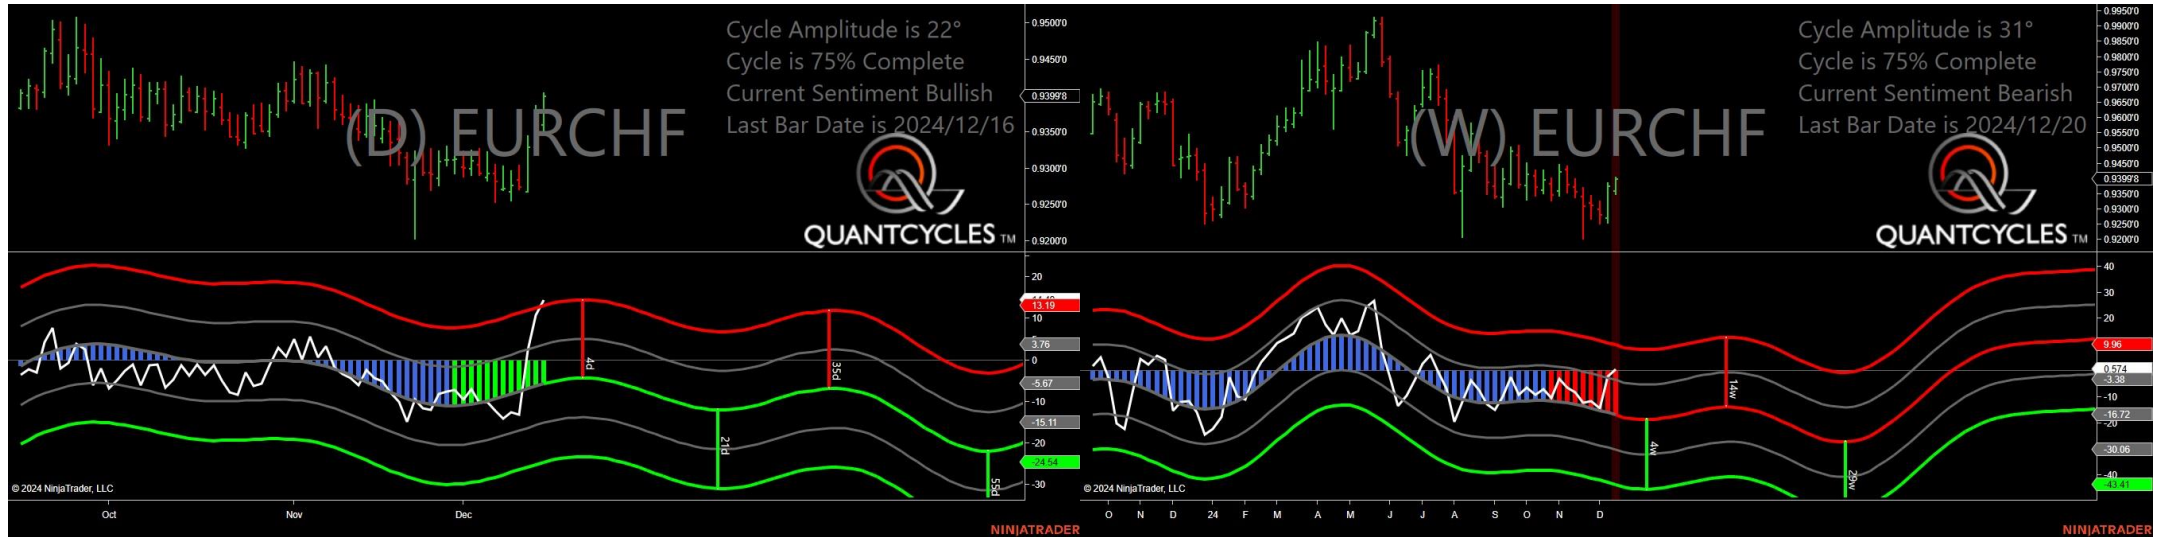 Cycle Amplitude is 22°
Cycle is 75% Complete
Current Sentiment Bullish
Last Bar Date is 2024/12/16
(D) EURCHF
QUANTCYCLES TM
0.9500'0
0.9450'0
0.9399'8
0.9350'0
0.9300'0
0.9250'0
0.9200'0
20
13.19
10
3.76
0
-5.67
-10
-15.11
-20
-24.54
-30
4d
21d
35d
55d
© 2024 NinjaTrader, LLC
Oct
Nov
Dec
NINJATRADER
Cycle Amplitude is 31°
Cycle is 75% Complete
Current Sentiment Bearish
Last Bar Date is 2024/12/20
(W) EURCHF
QUANTCYCLES TM
0.9950'0
0.9900'0
0.9850'0
0.9800'0
0.9750'0
0.9700'0
0.9650'0
0.9600'0
0.9550'0
0.9500'0
0.9450'0
0.9399'8
0.9350'0
0.9300'0
0.9250'0
0.9200'0
40
30
20
9.96
0.574
-3.38
-10
-16.72
-20
-30.06
-40
-43.41
4w
14w
29w
© 2024 NinjaTrader, LLC
O N D 24 F M A M J J A S O N D
NINJATRADER